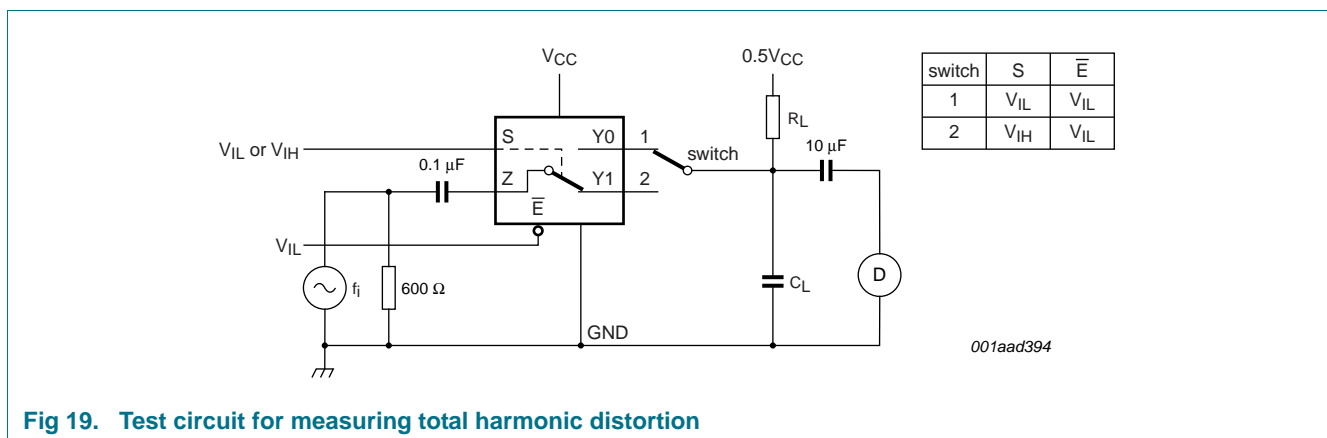 VCC
0.5VCC
switch S E̅
1 VIL VIL
2 VIH VIL
RL
S Y0 1
10 μF
switch
VIL or VIH
0.1 μF
Z Y1 2
E̅
VIL
fi
600 Ω
CL
D
GND
001aad394
Fig 19. Test circuit for measuring total harmonic distortion